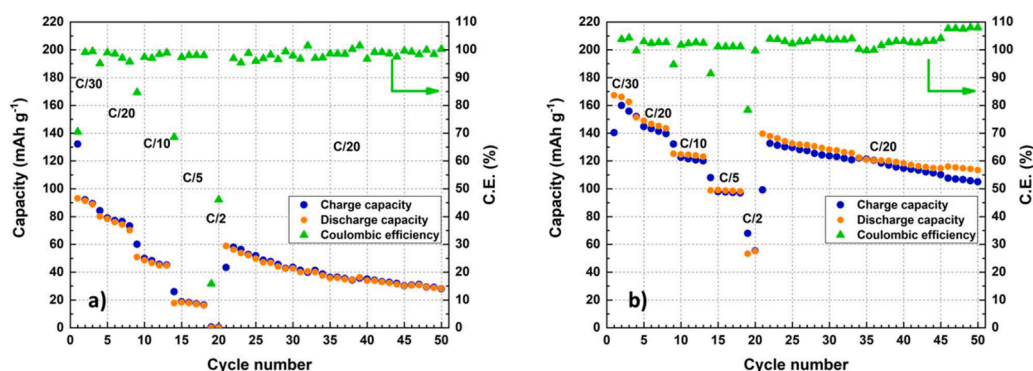 220 110
200 100
180 90
160 80
140 70
120 60
100 50
80 40
60 30
40 20
20 10
0 0
0 5 10 15 20 25 30 35 40 45 50
Capacity (mAh g⁻¹)
C.E. (%)
Cycle number
C/30
C/20
C/10
C/5
C/2
C/20
Charge capacity
Discharge capacity
Coulombic efficiency
a)
220 110
200 100
180 90
160 80
140 70
120 60
100 50
80 40
60 30
40 20
20 10
0 0
0 5 10 15 20 25 30 35 40 45 50
Capacity (mAh g⁻¹)
C.E. (%)
Cycle number
C/30
C/20
C/10
C/5
C/2
C/20
Charge capacity
Discharge capacity
Coulombic efficiency
b)